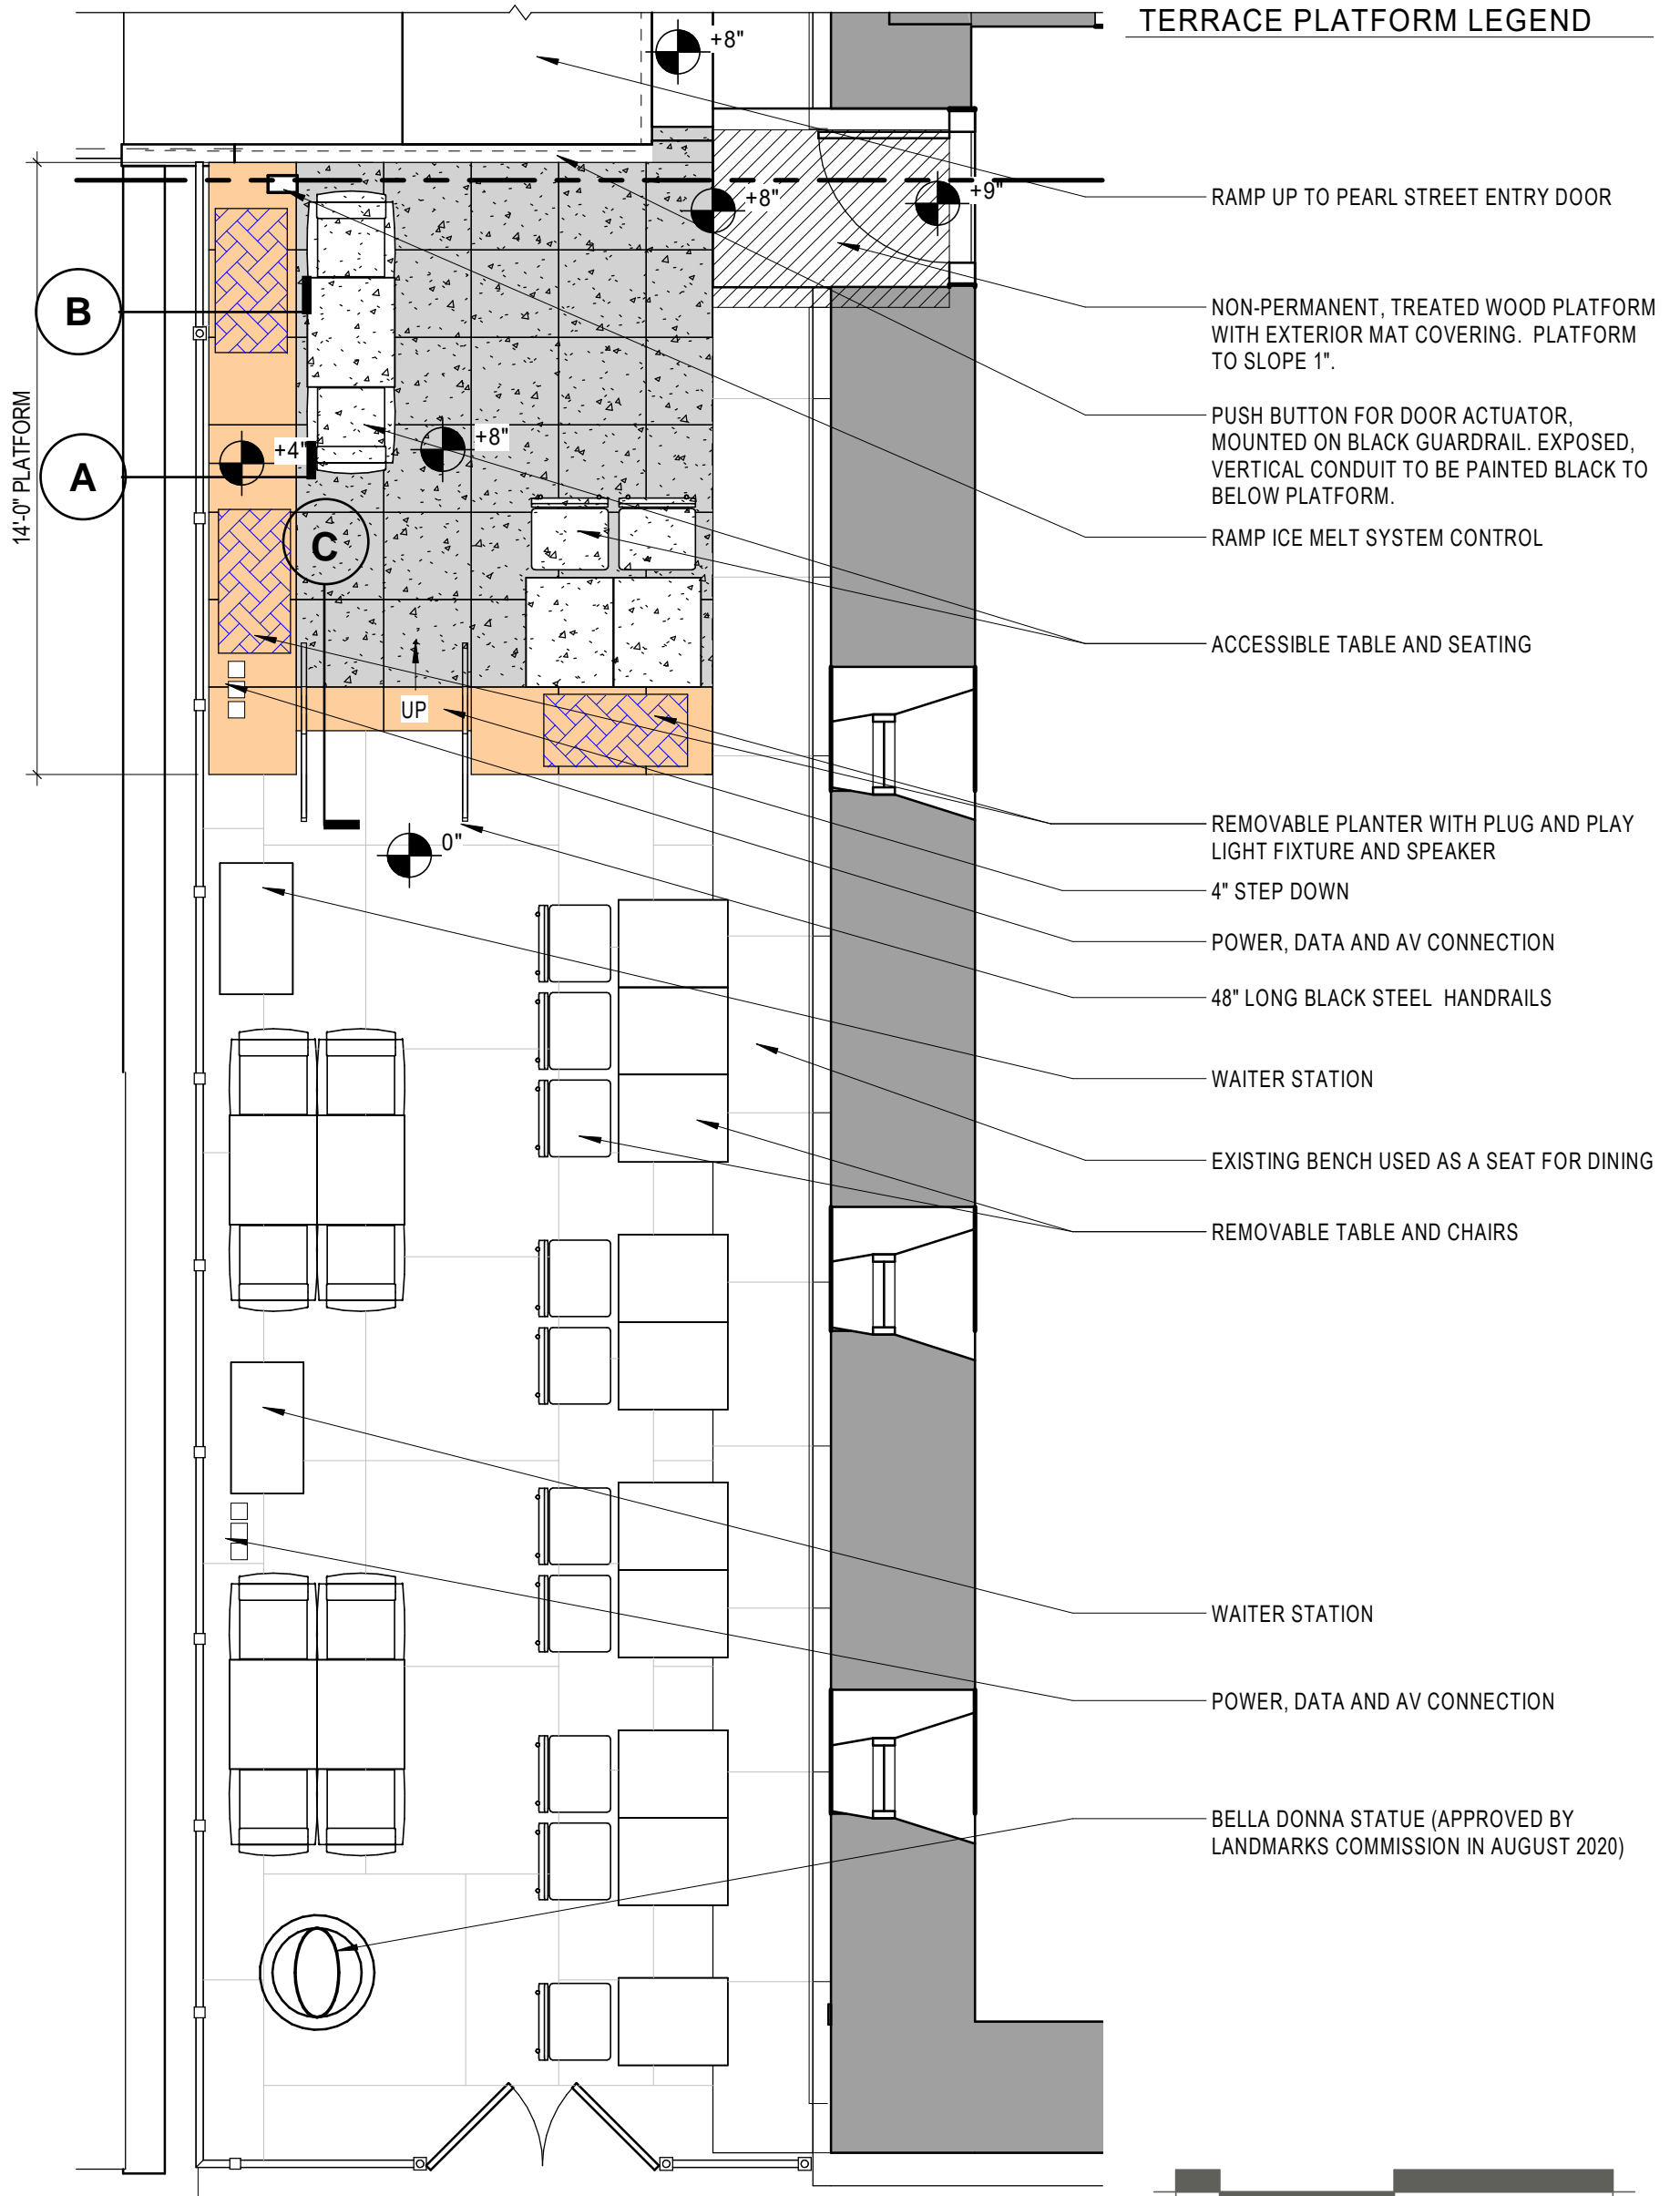 TERRACE PLATFORM LEGEND
+8"
RAMP UP TO PEARL STREET ENTRY DOOR
+8"
+9"
NON-PERMANENT, TREATED WOOD PLATFORM
WITH EXTERIOR MAT COVERING. PLATFORM
TO SLOPE 1".
B
PUSH BUTTON FOR DOOR ACTUATOR,
MOUNTED ON BLACK GUARDRAIL. EXPOSED,
VERTICAL CONDUIT TO BE PAINTED BLACK TO
BELOW PLATFORM.
14'-0" PLATFORM
A
+4"
+8"
C
RAMP ICE MELT SYSTEM CONTROL
ACCESSIBLE TABLE AND SEATING
UP
REMOVABLE PLANTER WITH PLUG AND PLAY
LIGHT FIXTURE AND SPEAKER
0"
4" STEP DOWN
POWER, DATA AND AV CONNECTION
48" LONG BLACK STEEL HANDRAILS
WAITER STATION
EXISTING BENCH USED AS A SEAT FOR DINING
REMOVABLE TABLE AND CHAIRS
WAITER STATION
POWER, DATA AND AV CONNECTION
BELLA DONNA STATUE (APPROVED BY
LANDMARKS COMMISSION IN AUGUST 2020)